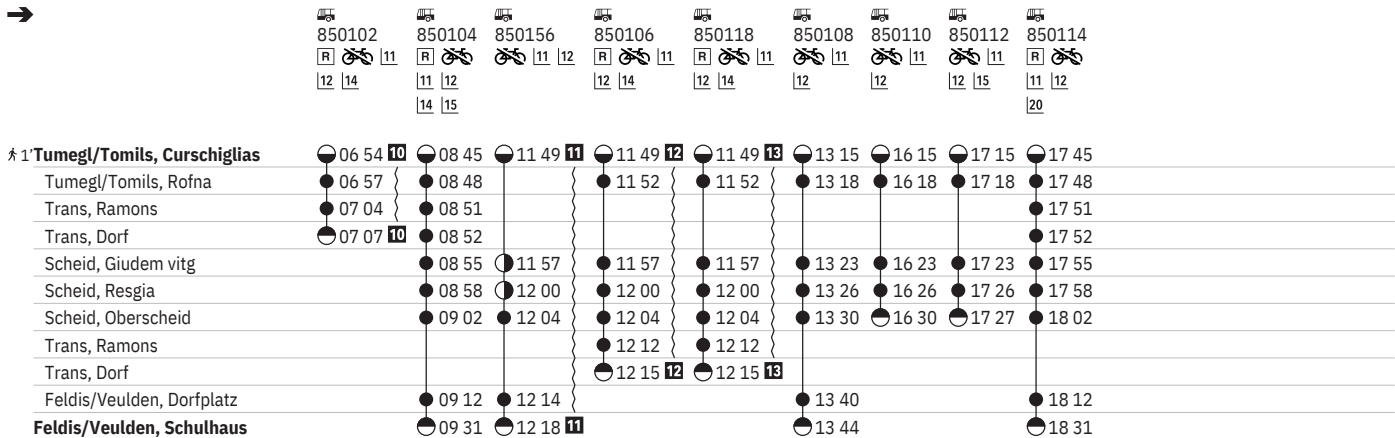 850102 850104 850156 850106 850118 850108 850110 850112 850114
R 11 R 11 12 R 11 R 11 11 11 11 R
12 14 11 12 12 14 12 14 12 12 12 15 11 12
14 15 20
1' Tumegl/Tomils, Curschiglias 06 54 10 08 45 11 49 11 11 49 12 11 49 13 13 15 16 15 17 15 17 45
Tumegl/Tomils, Rofna 06 57 08 48 11 52 11 52 13 18 16 18 17 18 17 48
Trans, Ramons 07 04 08 51 17 51
Trans, Dorf 07 07 10 08 52 17 52
Scheid, Giudem vitg 08 55 11 57 11 57 11 57 13 23 16 23 17 23 17 55
Scheid, Resgia 08 58 12 00 12 00 12 00 13 26 16 26 17 26 17 58
Scheid, Oberscheid 09 02 12 04 12 04 12 04 13 30 16 30 17 27 18 02
Trans, Ramons 12 12 12 12
Trans, Dorf 12 15 12 12 15 13
Feldis/Veulden, Dorfplatz 09 12 12 14 13 40 18 12
Feldis/Veulden, Schulhaus 09 31 12 18 11 13 44 18 31